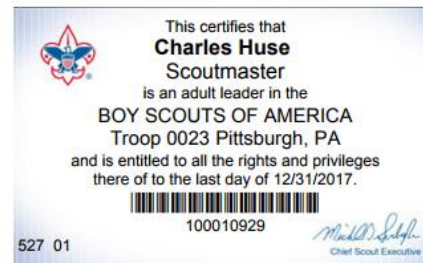 This certifies that
Charles Huse
Scoutmaster
is an adult leader in the
BOY SCOUTS OF AMERICA
Troop 0023 Pittsburgh, PA
and is entitled to all the rights and privileges
there of to the last day of 12/31/2017.
100010929
527 01
Chief Scout Executive